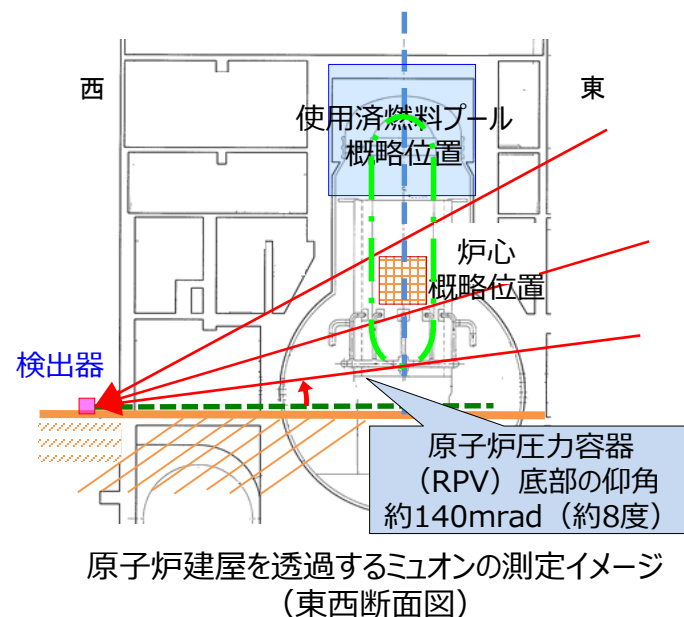 西
東
使用済燃料プール
概略位置
炉心
概略位置
検出器
原子炉圧力容器
（RPV）底部の仰角
約140mrad（約8度）
原子炉建屋を透過するミュオンの測定イメージ
（東西断面図）